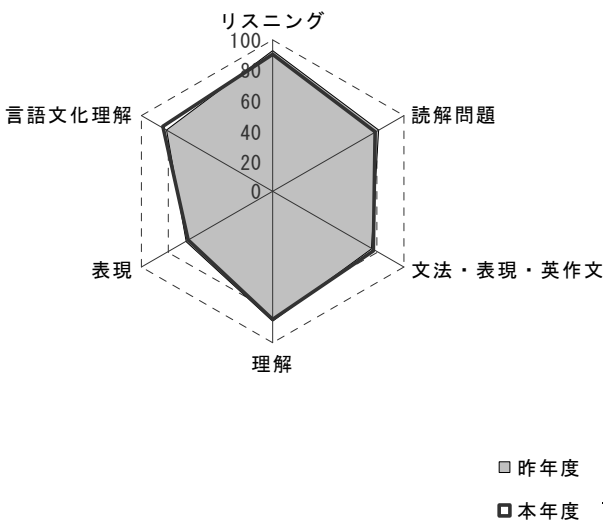 リスニング
100
80
60
40
20
0
言語文化理解
読解問題
表現
文法・表現・英作文
理解
昨年度
本年度